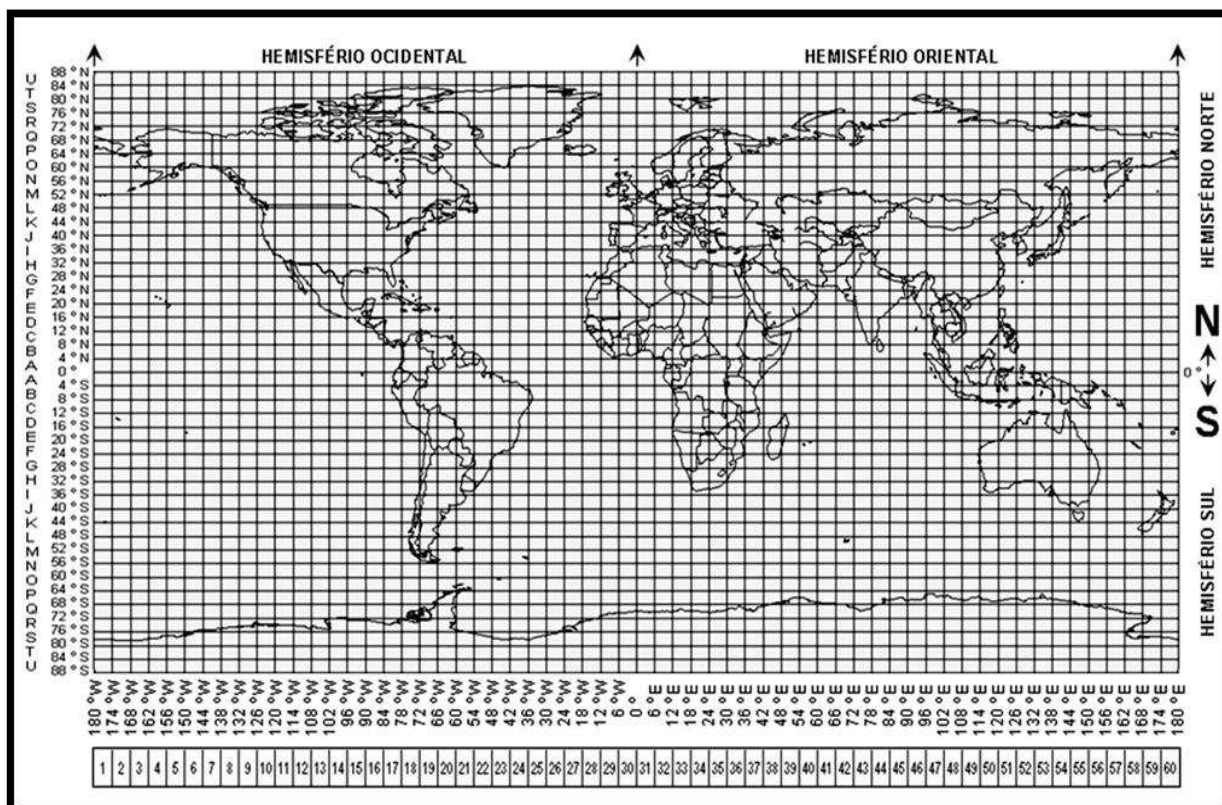 HEMISFÉRIO OCIDENTAL HEMISFÉRIO ORIENTAL
88°N
U
84°N
T
80°N
S
76°N
R
72°N
Q
68°N
P
64°N
O
60°N
N
56°N
M
52°N
L
48°N
K
44°N
J
40°N
I
36°N
H
32°N
G
28°N
F
24°N
E
20°N
D
16°N
C
12°N
B
8°N
A
4°N
A
0°
B
4°S
C
8°S
D
12°S
E
16°S
F
20°S
G
24°S
H
28°S
I
32°S
J
36°S
K
40°S
L
44°S
M
48°S
N
52°S
O
56°S
P
60°S
Q
64°S
R
68°S
S
72°S
T
76°S
U
80°S
84°S
88°S
HEMISFÉRIO NORTE
N
0°
S
HEMISFÉRIO SUL
180°W 174°W 168°W 162°W 156°W 150°W 144°W 138°W 132°W 126°W 120°W 114°W 108°W 102°W 96°W 90°W 84°W 78°W 72°W 66°W 60°W 54°W 48°W 42°W 36°W 30°W 24°W 18°W 12°W 6°W 0° 6°E 12°E 18°E 24°E 30°E 36°E 42°E 48°E 54°E 60°E 66°E 72°E 78°E 84°E 90°E 96°E 102°E 108°E 114°E 120°E 126°E 132°E 138°E 144°E 150°E 156°E 162°E 168°E 174°E 180°E
1 2 3 4 5 6 7 8 9 10 11 12 13 14 15 16 17 18 19 20 21 22 23 24 25 26 27 28 29 30 31 32 33 34 35 36 37 38 39 40 41 42 43 44 45 46 47 48 49 50 51 52 53 54 55 56 57 58 59 60